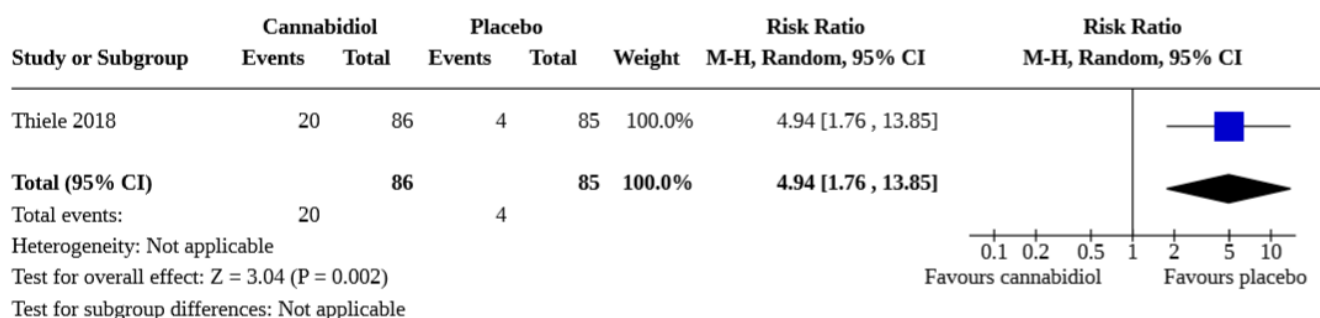 Cannabidiol Placebo Risk Ratio Risk Ratio
Study or Subgroup Events Total Events Total Weight M-H, Random, 95% CI M-H, Random, 95% CI
Thiele 2018 20 86 4 85 100.0% 4.94 [1.76 , 13.85]
Total (95% CI) 86 85 100.0% 4.94 [1.76 , 13.85]
Total events: 20 4
Heterogeneity: Not applicable
0.1 0.2 0.5 1 2 5 10
Test for overall effect: Z = 3.04 (P = 0.002) Favours cannabidiol Favours placebo
Test for subgroup differences: Not applicable